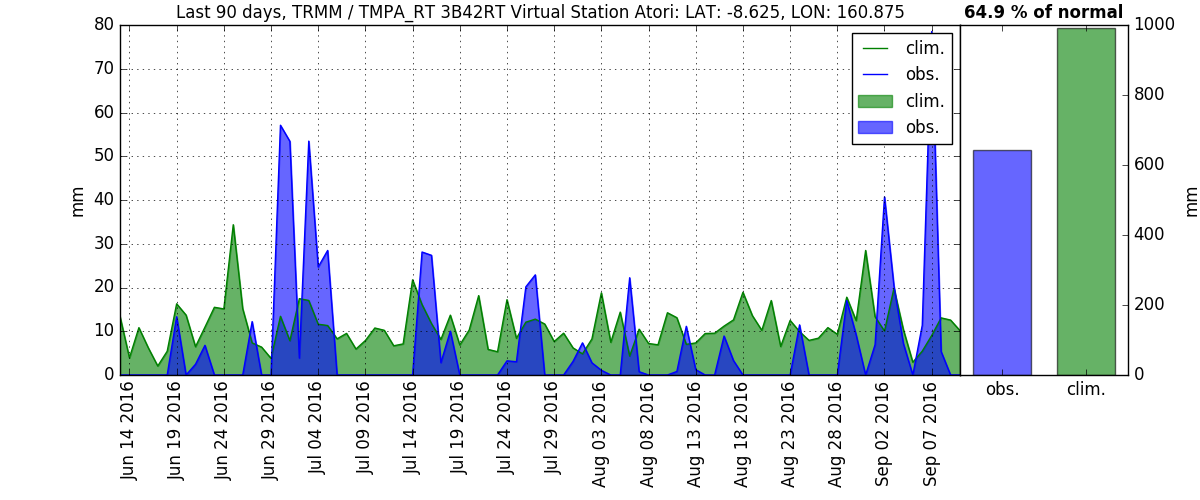 Last 90 days, TRMM / TMPA_RT 3B42RT Virtual Station Atori: LAT: -8.625, LON: 160.875
64.9 % of normal
80
70
60
50
40
30
20
10
0
mm
clim.
obs.
clim.
obs.
Jun 14 2016
Jun 19 2016
Jun 24 2016
Jun 29 2016
Jul 04 2016
Jul 09 2016
Jul 14 2016
Jul 19 2016
Jul 24 2016
Jul 29 2016
Aug 03 2016
Aug 08 2016
Aug 13 2016
Aug 18 2016
Aug 23 2016
Aug 28 2016
Sep 02 2016
Sep 07 2016
1000
800
600
400
200
0
mm
obs.
clim.